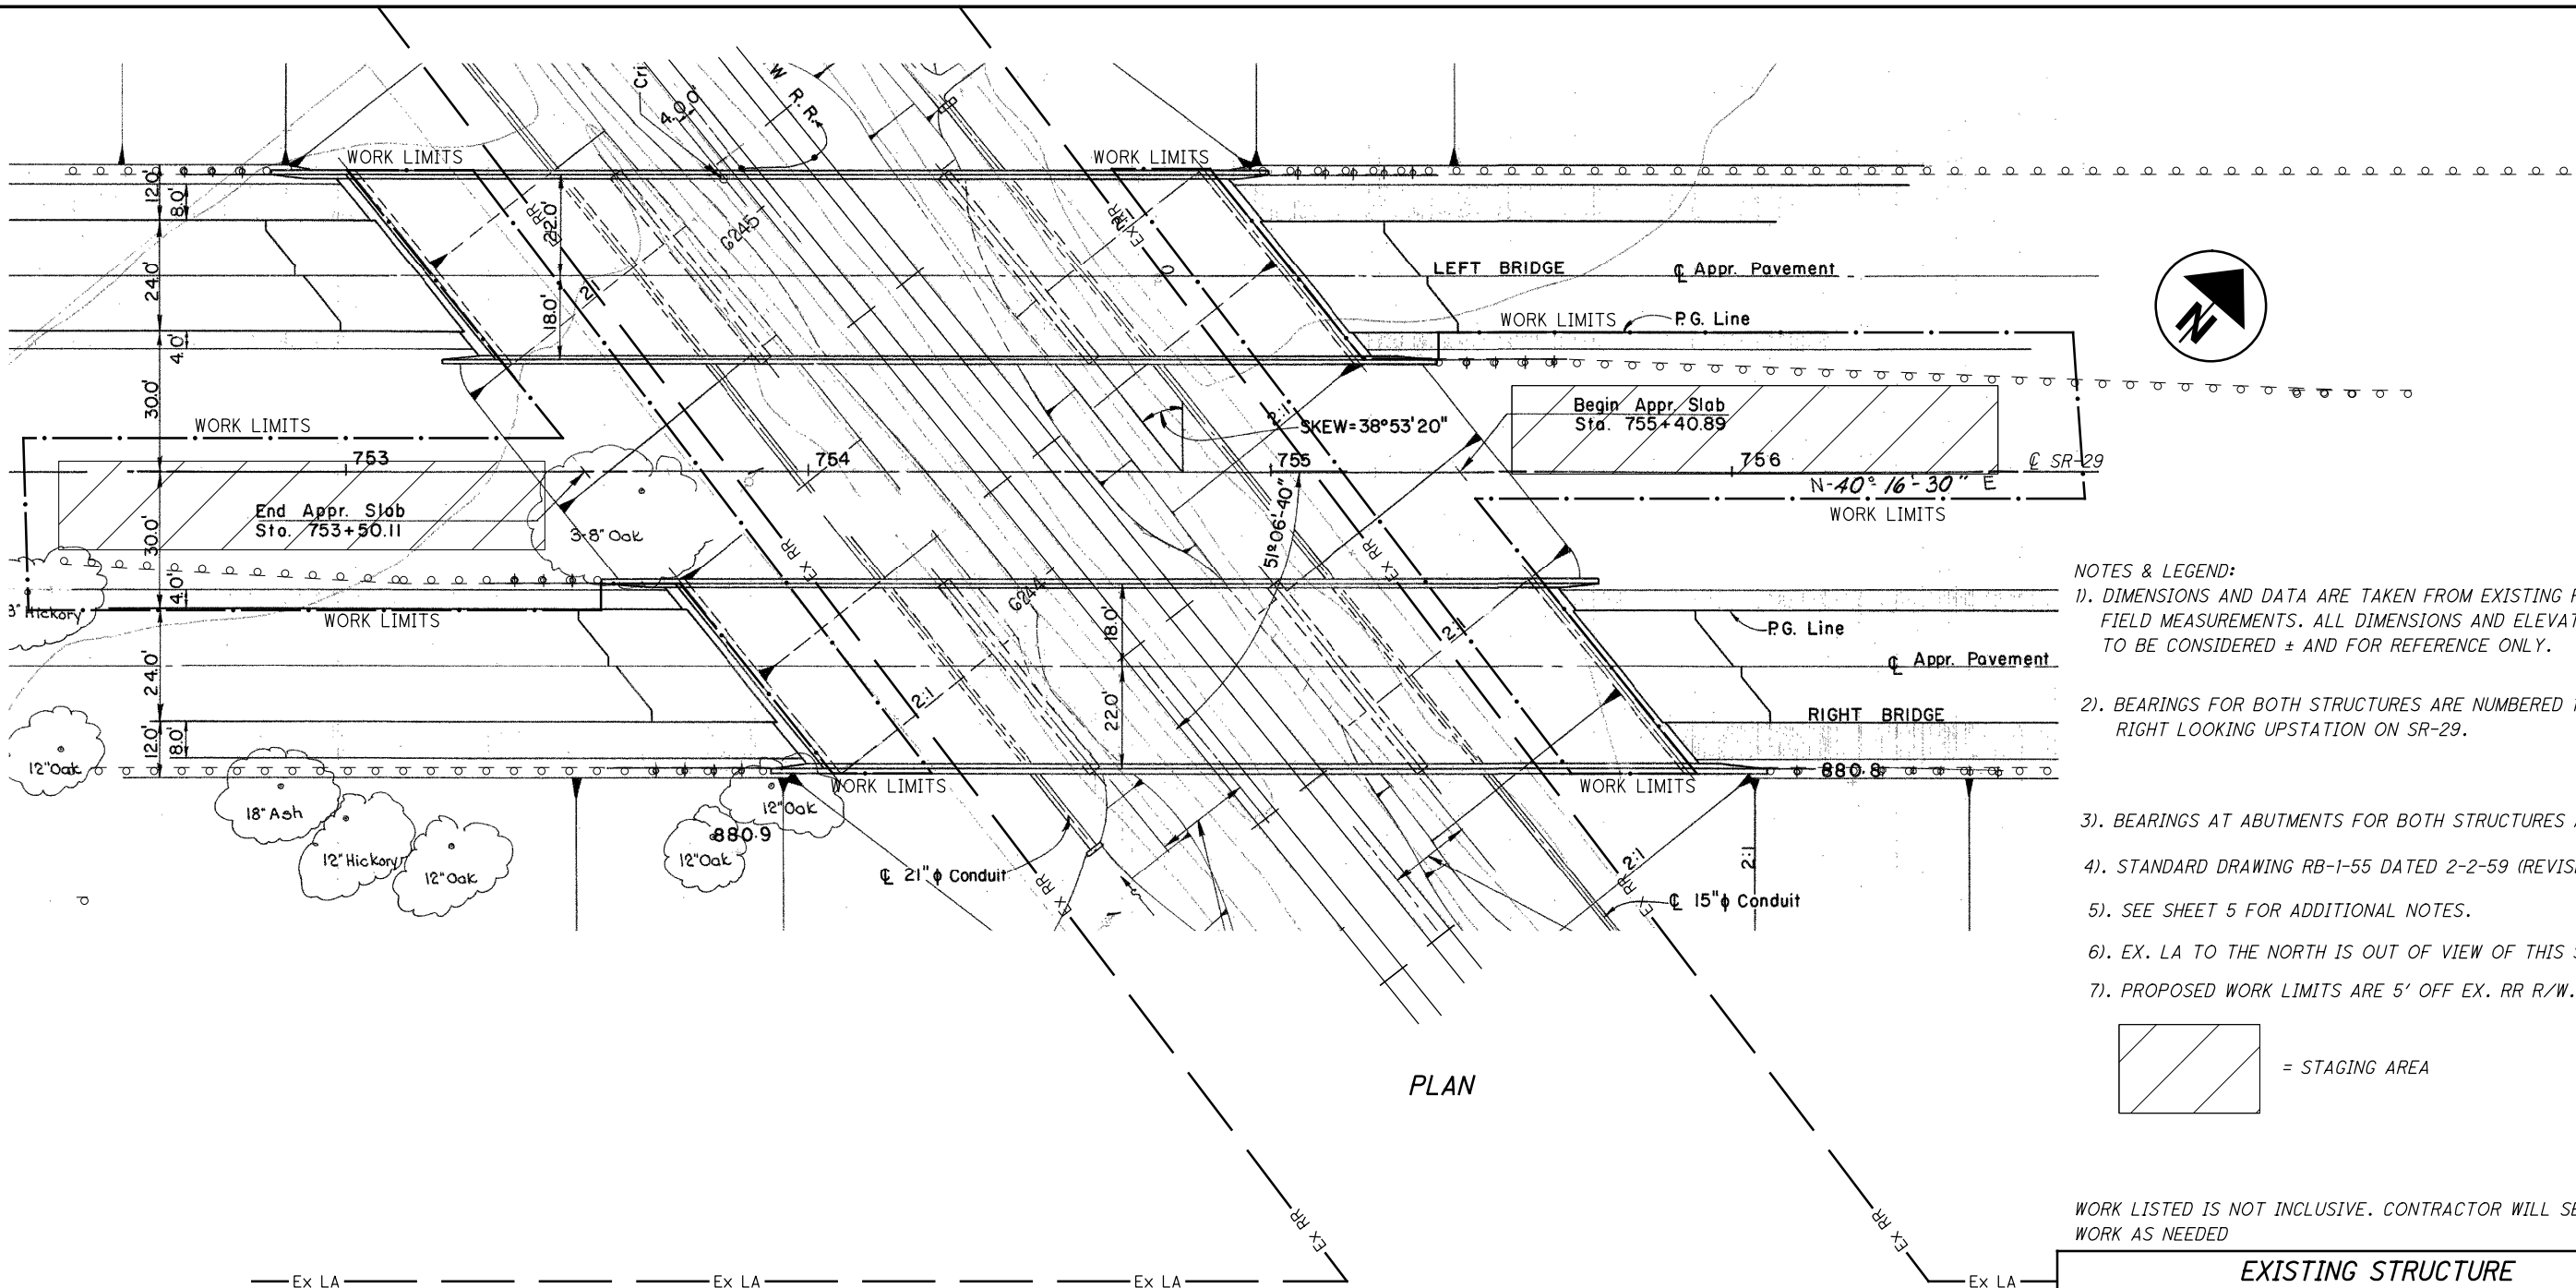 Cri
4.0.0'
W R.R.
WORK LIMITS
WORK LIMITS
12.0'
8.0'
22.0'
RR
6245
EX RR
24.0'
18.0'
2:1
LEFT BRIDGE
℄ Appr. Pavement
WORK LIMITS
P.G. Line
N
4.0'
30.0'
WORK LIMITS
2:1
SKEW=38°53'20"
Begin Appr. Slab
Sta. 755+40.89
753
754
755
756
℄ SR-29
N-40°-16'-30" E
WORK LIMITS
End Appr. Slab
Sta. 753+50.11
3-8" Oak
30.0'
51°06'-40"
EX RR
EX RR
4.0'
8" Hickory
WORK LIMITS
6244
18.0'
2:1
P.G. Line
24.0'
℄ Appr. Pavement
2:1
22.0'
RIGHT BRIDGE
12.0'
8.0'
12"Oak
WORK LIMITS
WORK LIMITS
880.8
18"Ash
12"Oak
880.9
12"Hickory
12"Oak
12"Oak
℄ 21"ϕ Conduit
EX RR
2:1
2:1
EX RR
℄ 15"ϕ Conduit
NOTES & LEGEND:
1). DIMENSIONS AND DATA ARE TAKEN FROM EXISTING
FIELD MEASUREMENTS. ALL DIMENSIONS AND ELEVAT
TO BE CONSIDERED ± AND FOR REFERENCE ONLY.
2). BEARINGS FOR BOTH STRUCTURES ARE NUMBERED
RIGHT LOOKING UPSTATION ON SR-29.
3). BEARINGS AT ABUTMENTS FOR BOTH STRUCTURES
4). STANDARD DRAWING RB-1-55 DATED 2-2-59 (REVIS
5). SEE SHEET 5 FOR ADDITIONAL NOTES.
6). EX. LA TO THE NORTH IS OUT OF VIEW OF THIS
7). PROPOSED WORK LIMITS ARE 5' OFF EX. RR R/W.
= STAGING AREA
PLAN
EX RR
EX RR
WORK LISTED IS NOT INCLUSIVE. CONTRACTOR WILL SE
WORK AS NEEDED
EXISTING STRUCTURE
Ex LA
Ex LA
Ex LA
Ex LA